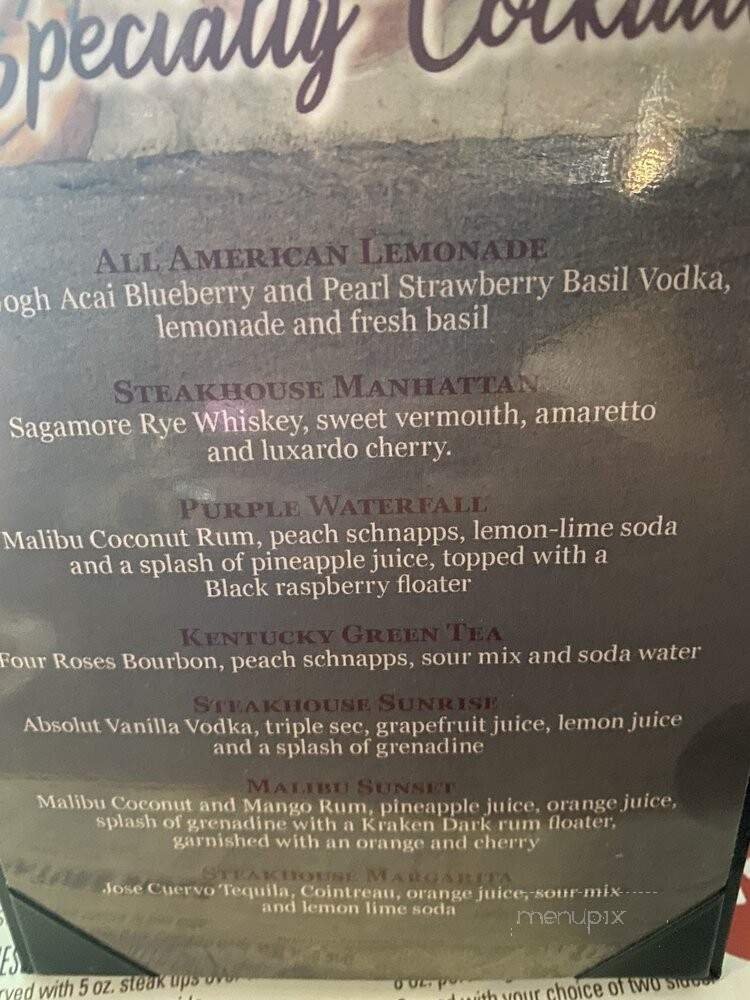 Specialty Cocktails
ALL AMERICAN LEMONADE
ogh Acai Blueberry and Pearl Strawberry Basil Vodka,
lemonade and fresh basil
STEAKHOUSE MANHATTAN
Sagamore Rye Whiskey, sweet vermouth, amaretto
and luxardo cherry.
PURPLE WATERFALL
Malibu Coconut Rum, peach schnapps, lemon-lime soda
and a splash of pineapple juice, topped with a
Black raspberry floater
KENTUCKY GREEN TEA
Four Roses Bourbon, peach schnapps, sour mix and soda water
STEAKHOUSE SUNRISE
Absolut Vanilla Vodka, triple sec, grapefruit juice, lemon juice
and a splash of grenadine
MALIBU SUNSET
Malibu Coconut and Mango Rum, pineapple juice, orange juice,
splash of grenadine with a Kraken Dark rum floater,
garnished with an orange and cherry
STEAKHOUSE MARGARITA
Jose Cuervo Tequila, Cointreau, orange juice, sour mix
and lemon lime soda
menupix
ved with 5 oz. steak tips
with your choice of two